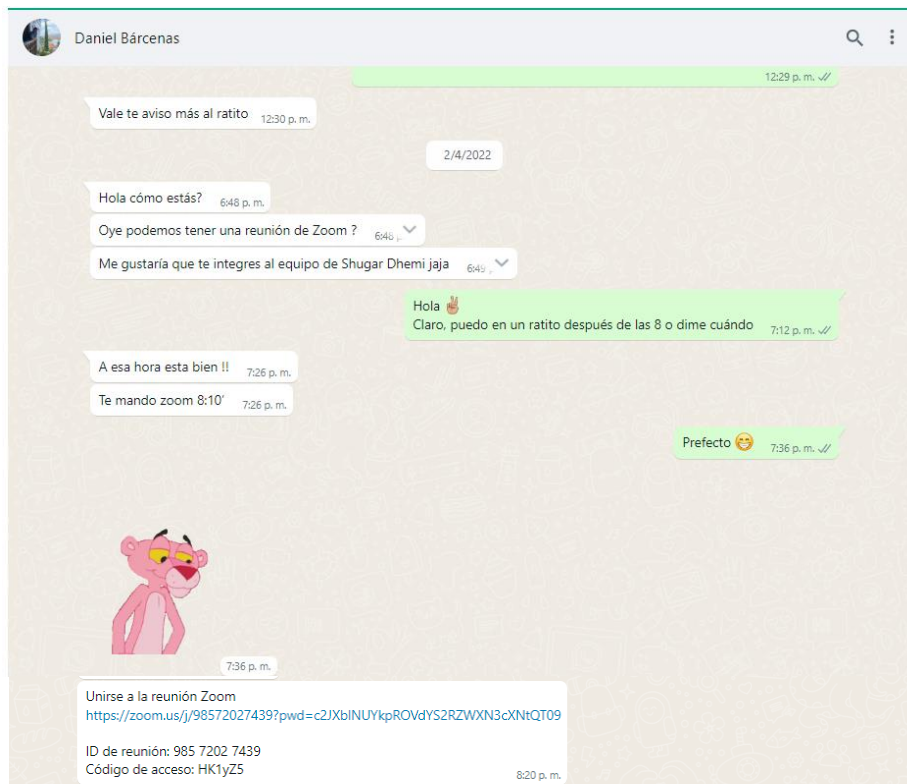 Daniel Bárcenas
12:29 p. m.
Vale te aviso más al ratito 12:30 p. m.
2/4/2022
Hola cómo estás? 6:48 p. m.
Oye podemos tener una reunión de Zoom ? 6:48
Me gustaría que te integres al equipo de Shugar Dhemi jaja 6:49
Hola ✌🏼
Claro, puedo en un ratito después de las 8 o dime cuándo 7:12 p. m.
A esa hora esta bien !! 7:26 p. m.
Te mando zoom 8:10' 7:26 p. m.
Prefecto 😁 7:36 p. m.
7:36 p. m.
Unirse a la reunión Zoom
https://zoom.us/j/98572027439?pwd=c2JXblNUYkpROVdYS2RZWXN3cXNtQT09
ID de reunión: 985 7202 7439
Código de acceso: HK1yZ5
8:20 p. m.